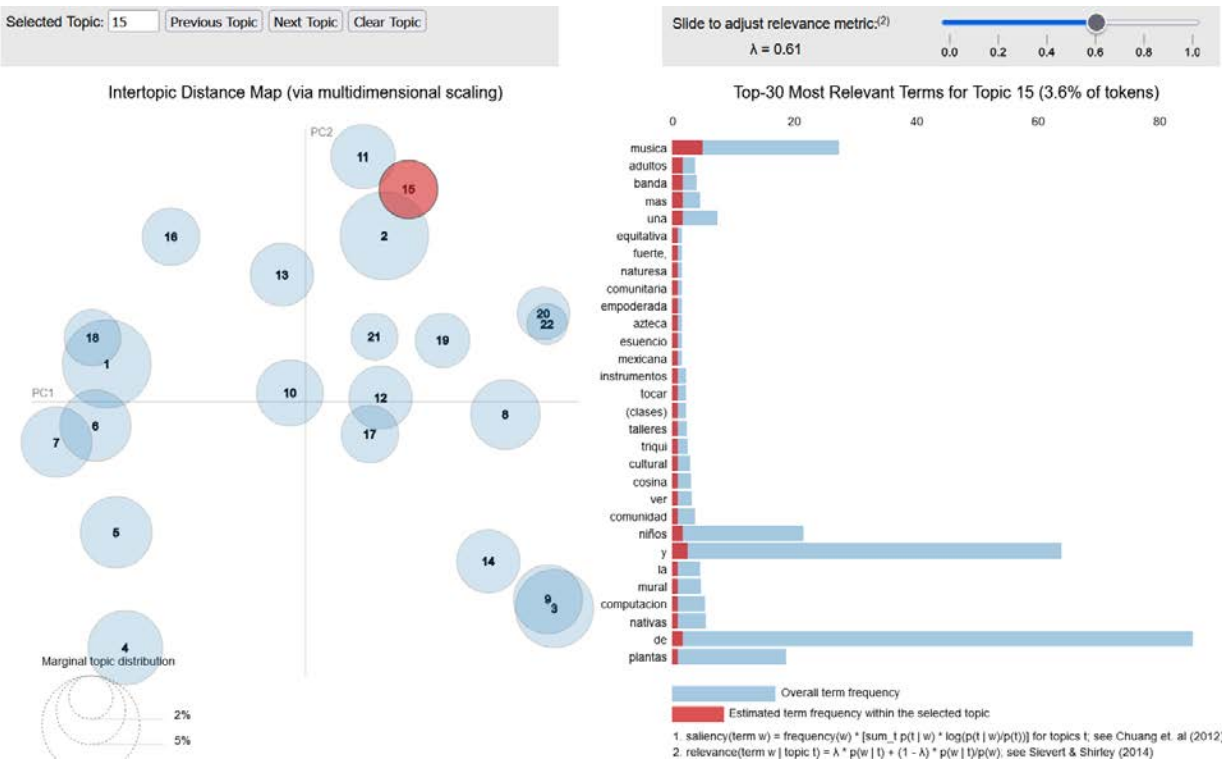 Selected Topic: 15 Previous Topic Next Topic Clear Topic
Slide to adjust relevance metric:(2)
λ = 0.61
0.0 0.2 0.4 0.6 0.8 1.0
Intertopic Distance Map (via multidimensional scaling)
PC2
PC1
11
15
2
16
13
20
22
21
19
18
1
10
12
8
6
17
7
5
14
9
3
4
Marginal topic distribution
2%
5%
Top-30 Most Relevant Terms for Topic 15 (3.6% of tokens)
0 20 40 60 80
musica
adultos
banda
mas
una
equitativa
fuerte,
naturesa
comunitaria
empoderada
azteca
esuencio
mexicana
instrumentos
tocar
(clases)
talleres
triqui
cultural
cosina
ver
comunidad
niños
y
la
mural
computacion
nativas
de
plantas
Overall term frequency
Estimated term frequency within the selected topic
1. saliency(term w) = frequency(w) * [sum_t p(t | w) * log(p(t | w)/p(t))] for topics t; see Chuang et. al (2012)
2. relevance(term w | topic t) = λ * p(w | t) + (1 - λ) * p(w | t)/p(w); see Sievert & Shirley (2014)